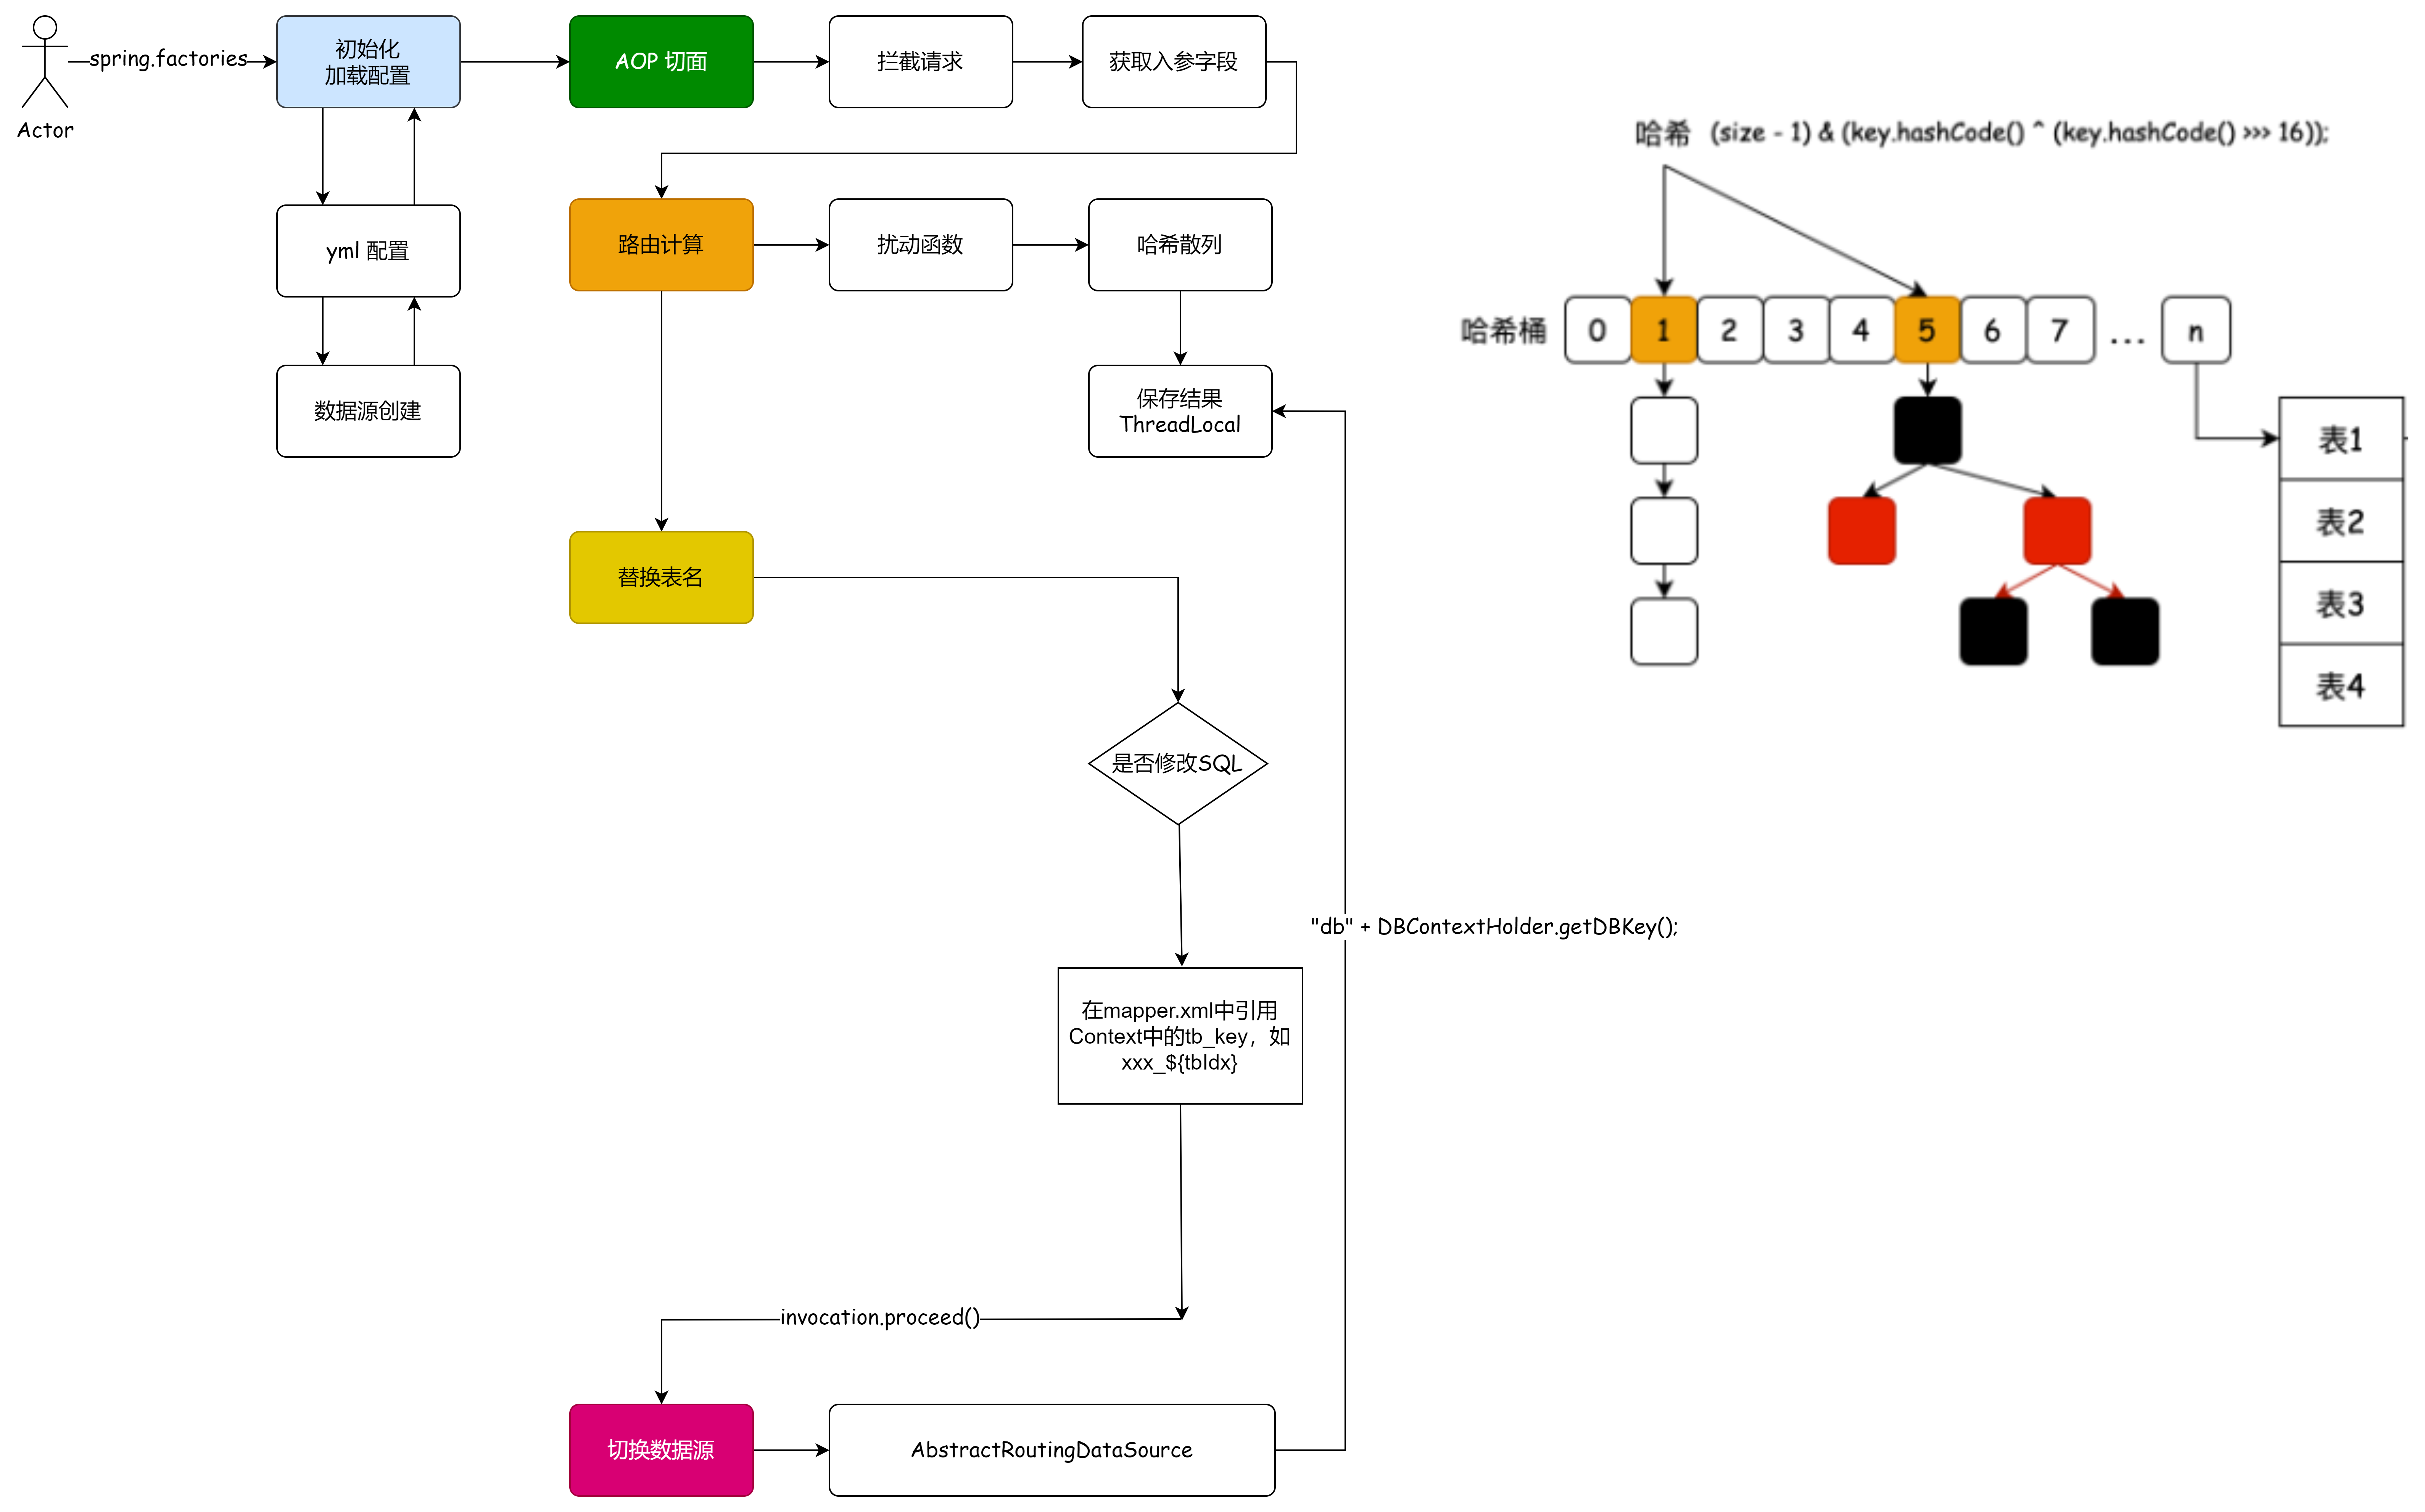 Actor
spring.factories
初始化
加载配置
AOP 切面
拦截请求
获取入参字段
yml 配置
数据源创建
路由计算
扰动函数
哈希散列
保存结果
ThreadLocal
替换表名
是否修改SQL
"db" + DBContextHolder.getDBKey();
在mapper.xml中引用
Context中的tb_key，如
xxx_${tbIdx}
invocation.proceed()
切换数据源
AbstractRoutingDataSource
哈希 (size - 1) & (key.hashCode() ^ (key.hashCode() >>> 16));
哈希桶 0 1 2 3 4 5 6 7 ... n
表1
表2
表3
表4